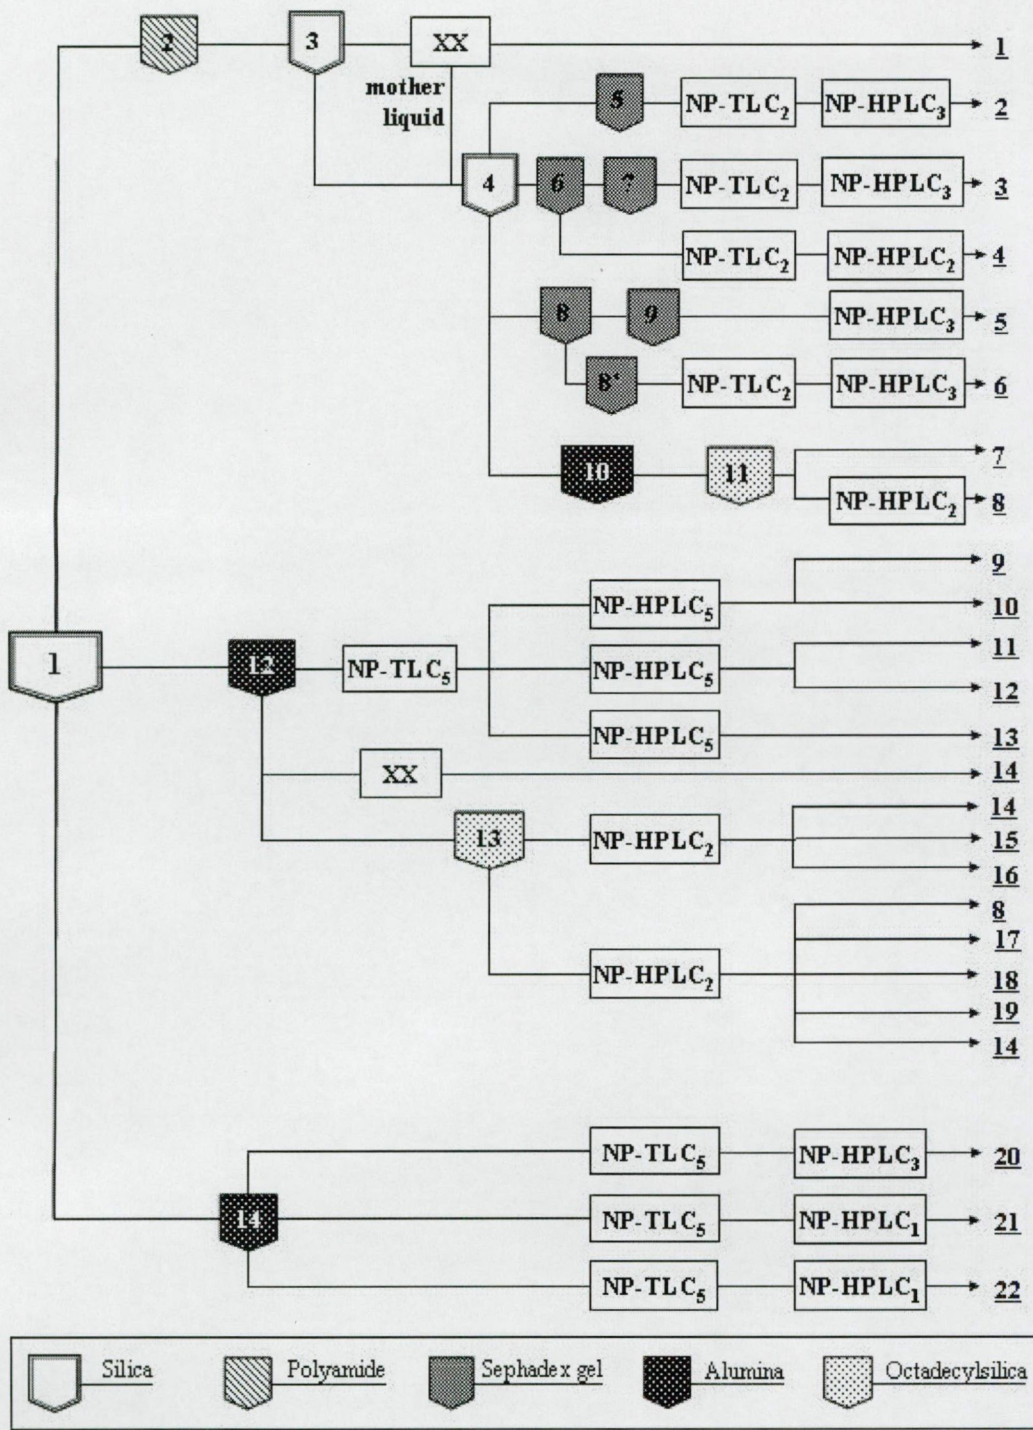 2 3 XX 1
mother
liquid
5 NP-TLC₂ NP-HPLC₃ 2
4 6 7 NP-TLC₂ NP-HPLC₃ 3
NP-TLC₂ NP-HPLC₂ 4
8 9 NP-HPLC₃ 5
8' NP-TLC₂ NP-HPLC₃ 6
7
10 11
NP-HPLC₂ 8
9
NP-HPLC₅ 10
11
1 12 NP-TLC₅ NP-HPLC₅
12
NP-HPLC₅ 13
XX 14
14
13 NP-HPLC₂ 15
16
8
17
NP-HPLC₂ 18
19
14
NP-TLC₅ NP-HPLC₃ 20
14 NP-TLC₅ NP-HPLC₁ 21
NP-TLC₅ NP-HPLC₁ 22
Silica Polyamide Sephadex gel Alumina Octadecylsilica